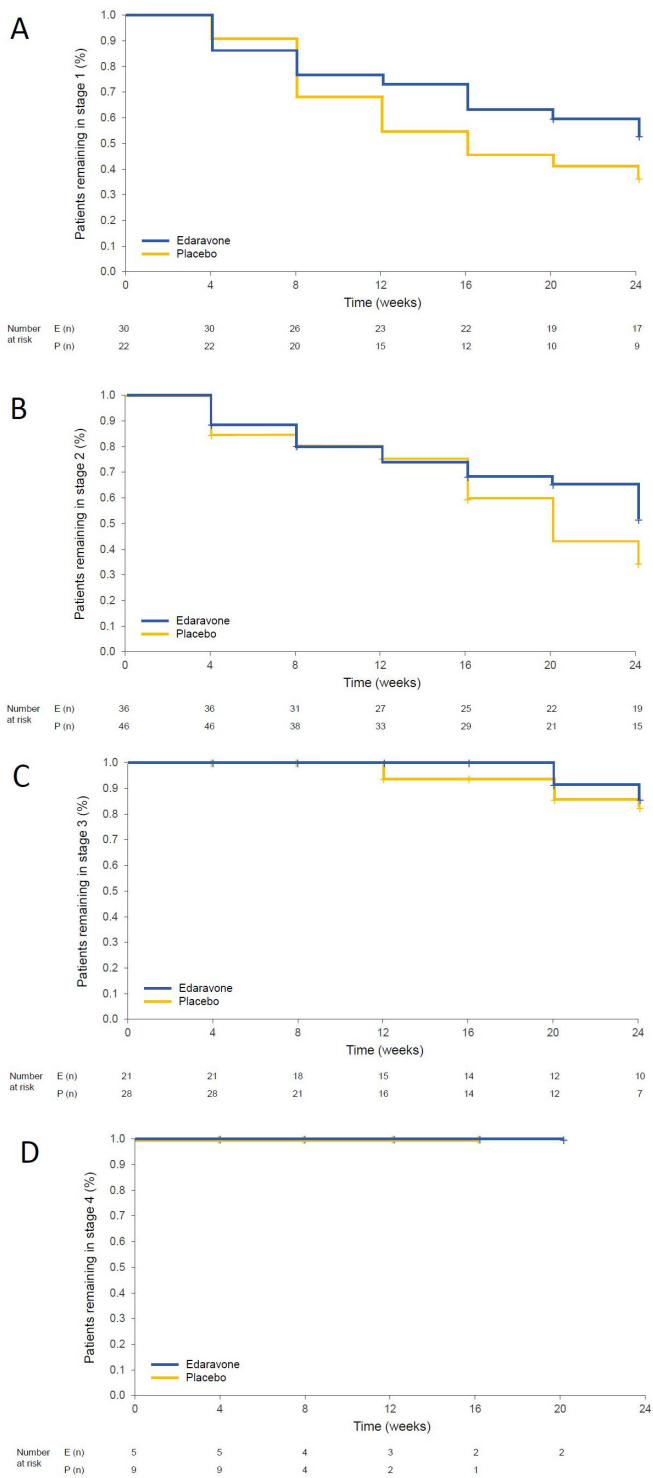 A
Patients remaining in stage 1 (%)
1.0
0.9
0.8
0.7
0.6
0.5
0.4
0.3
0.2
0.1
0.0
Edaravone
Placebo
0 4 8 12 16 20 24
Time (weeks)
Number at risk
E (n) 30 30 26 23 22 19 17
P (n) 22 22 20 15 12 10 9
B
Patients remaining in stage 2 (%)
1.0
0.9
0.8
0.7
0.6
0.5
0.4
0.3
0.2
0.1
0.0
Edaravone
Placebo
0 4 8 12 16 20 24
Time (weeks)
Number at risk
E (n) 36 36 31 27 25 22 19
P (n) 46 46 38 33 29 21 15
C
Patients remaining in stage 3 (%)
1.0
0.9
0.8
0.7
0.6
0.5
0.4
0.3
0.2
0.1
0.0
Edaravone
Placebo
0 4 8 12 16 20 24
Time (weeks)
Number at risk
E (n) 21 21 18 15 14 12 10
P (n) 28 28 21 16 14 12 7
D
Patients remaining in stage 4 (%)
1.0
0.9
0.8
0.7
0.6
0.5
0.4
0.3
0.2
0.1
0.0
Edaravone
Placebo
0 4 8 12 16 20 24
Time (weeks)
Number at risk
E (n) 5 5 4 3 2 2
P (n) 9 9 4 2 1